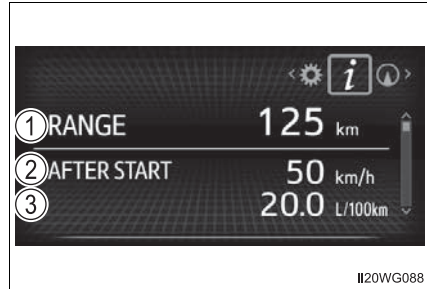 i
① RANGE 125 km
② AFTER START 50 km/h
③ 20.0 L/100km
II20WG088